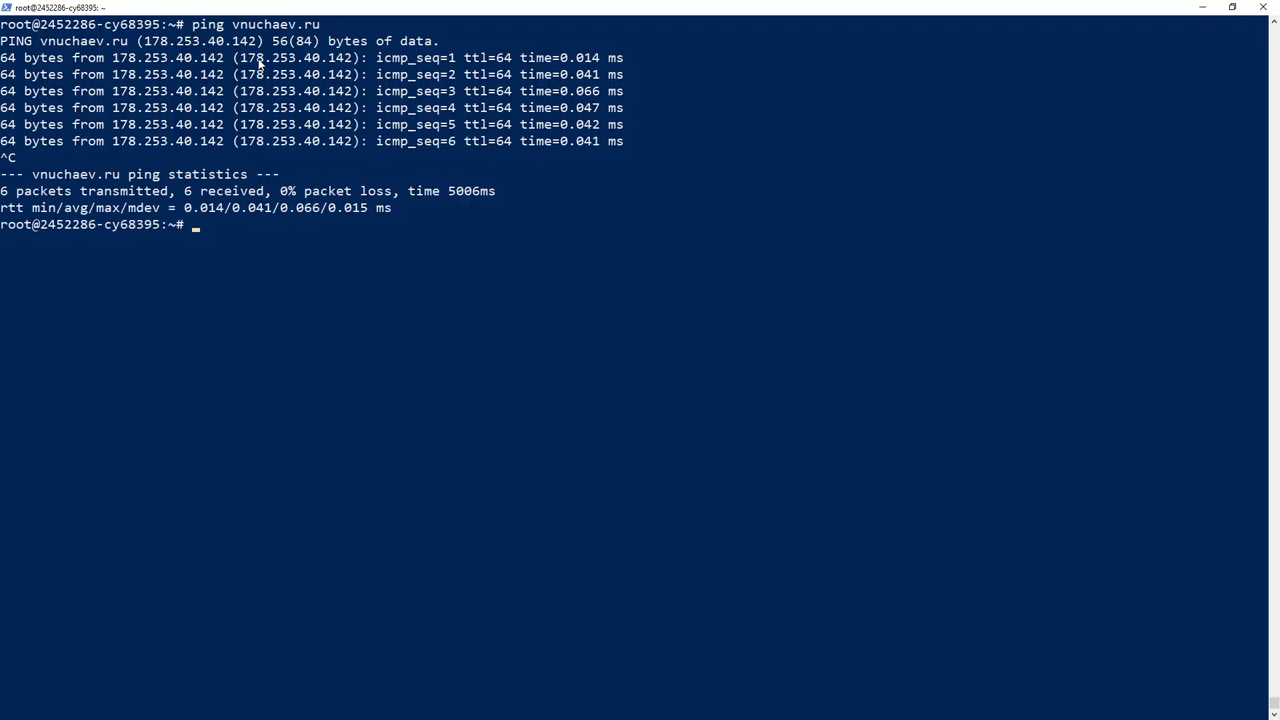 root@2452286-cy68395: ~
root@2452286-cy68395:~# ping vnuchaev.ru
PING vnuchaev.ru (178.253.40.142) 56(84) bytes of data.
64 bytes from 178.253.40.142 (178.253.40.142): icmp_seq=1 ttl=64 time=0.014 ms
64 bytes from 178.253.40.142 (178.253.40.142): icmp_seq=2 ttl=64 time=0.041 ms
64 bytes from 178.253.40.142 (178.253.40.142): icmp_seq=3 ttl=64 time=0.066 ms
64 bytes from 178.253.40.142 (178.253.40.142): icmp_seq=4 ttl=64 time=0.047 ms
64 bytes from 178.253.40.142 (178.253.40.142): icmp_seq=5 ttl=64 time=0.042 ms
64 bytes from 178.253.40.142 (178.253.40.142): icmp_seq=6 ttl=64 time=0.041 ms
^C
--- vnuchaev.ru ping statistics ---
6 packets transmitted, 6 received, 0% packet loss, time 5006ms
rtt min/avg/max/mdev = 0.014/0.041/0.066/0.015 ms
root@2452286-cy68395:~#